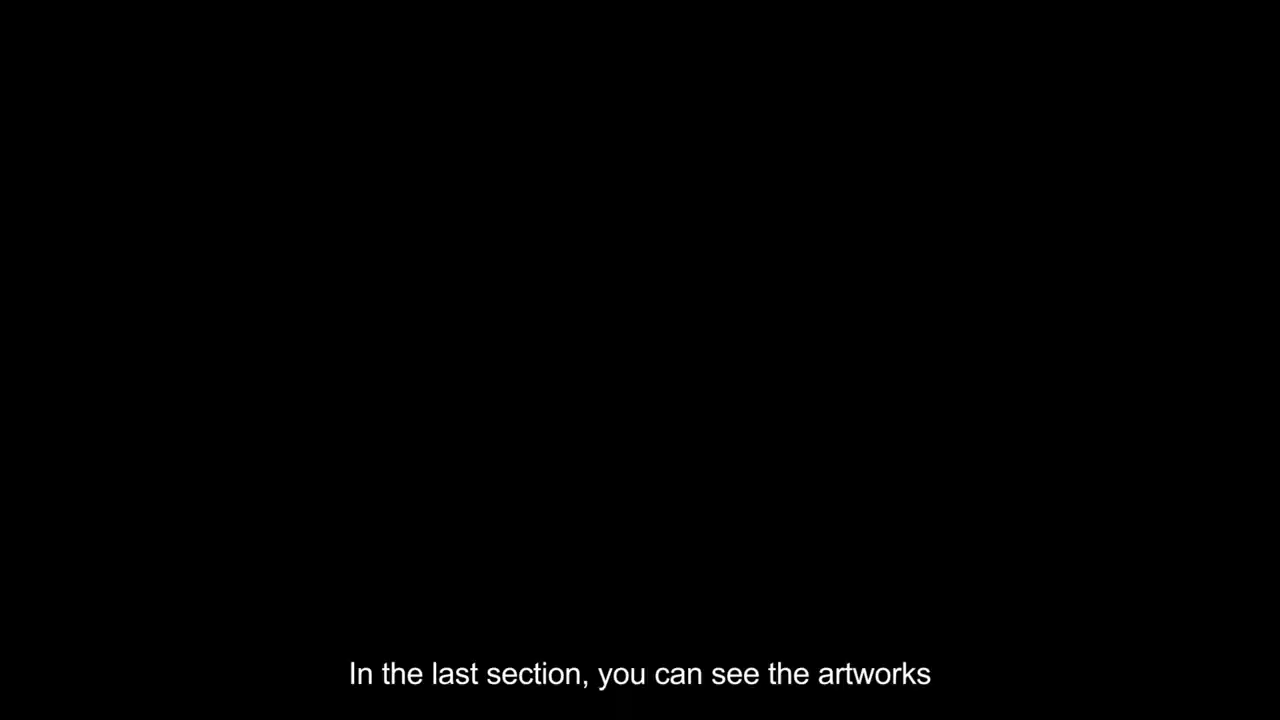 In the last section, you can see the artworks